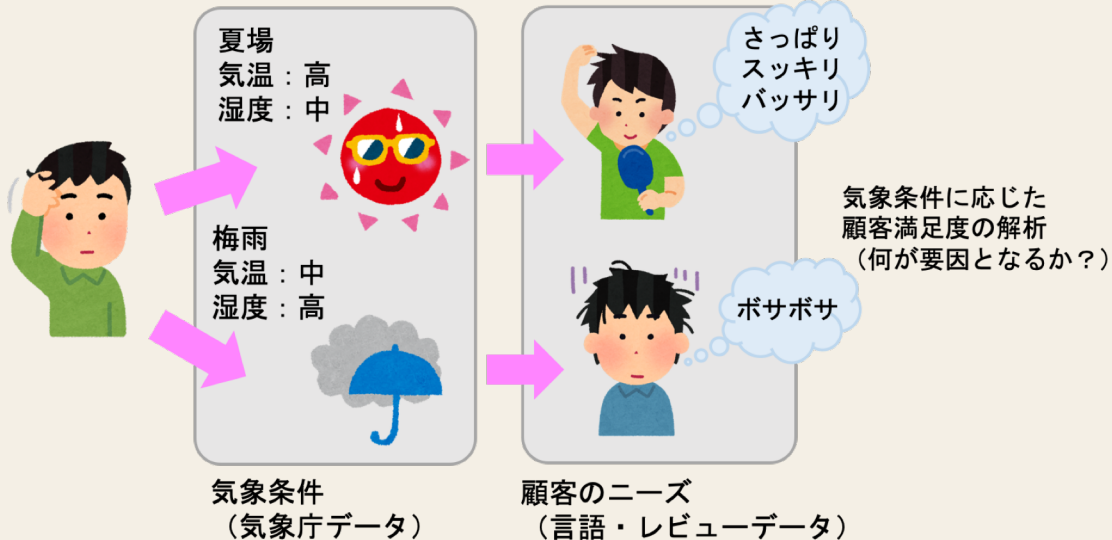 夏場
気温：高
湿度：中
梅雨
気温：中
湿度：高
気象条件
（気象庁データ）
さっぱり
スッキリ
バッサリ
ボサボサ
顧客のニーズ
（言語・レビューデータ）
気象条件に応じた
顧客満足度の解析
（何が要因となるか？）